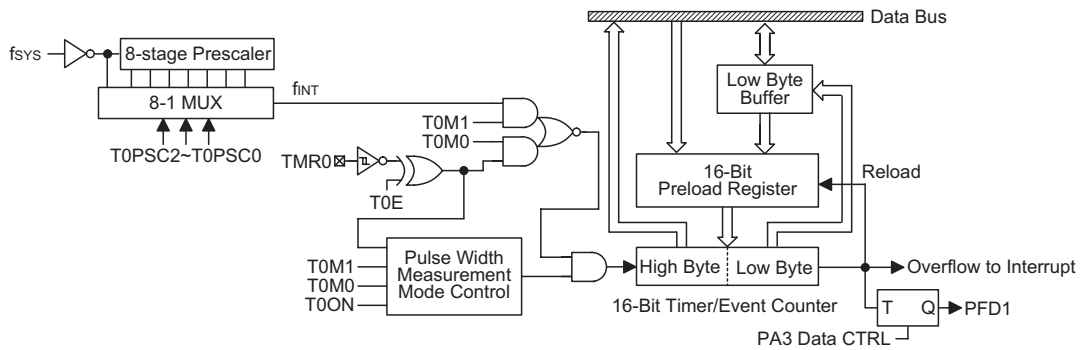 Data Bus
fSYS
8-stage Prescaler
8-1 MUX
fINT
T0PSC2~T0PSC0
Low Byte
Buffer
T0M1
T0M0
TMR0
T0E
16-Bit
Preload Register
Reload
T0M1
T0M0
T0ON
Pulse Width
Measurement
Mode Control
High Byte
Low Byte
Overflow to Interrupt
16-Bit Timer/Event Counter
T
Q
PFD1
PA3 Data CTRL